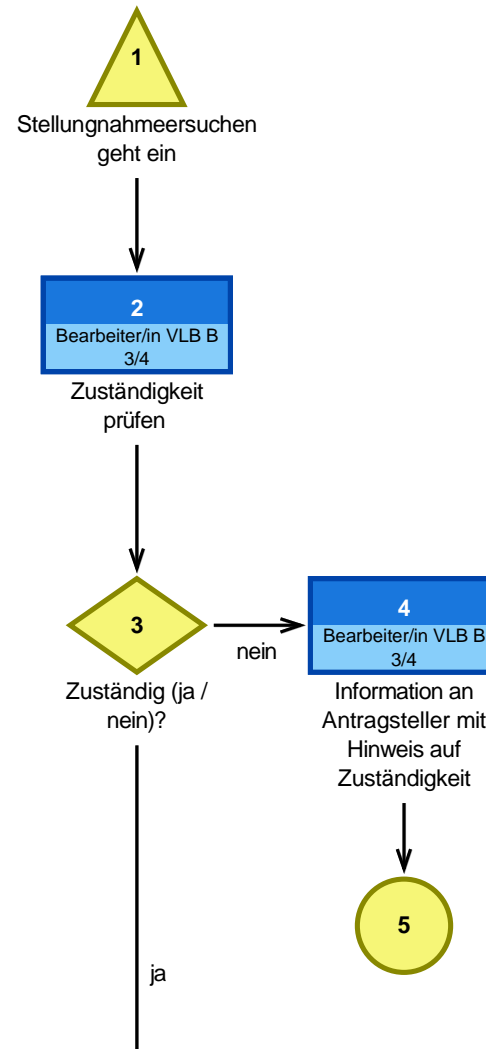 1
Stellungnahmeersuchen
geht ein
2
Bearbeiter/in VLB B
3/4
Zuständigkeit
prüfen
3
nein
Zuständig (ja /
nein)?
4
Bearbeiter/in VLB B
3/4
Information an
Antragsteller mit
Hinweis auf
Zuständigkeit
5
ja